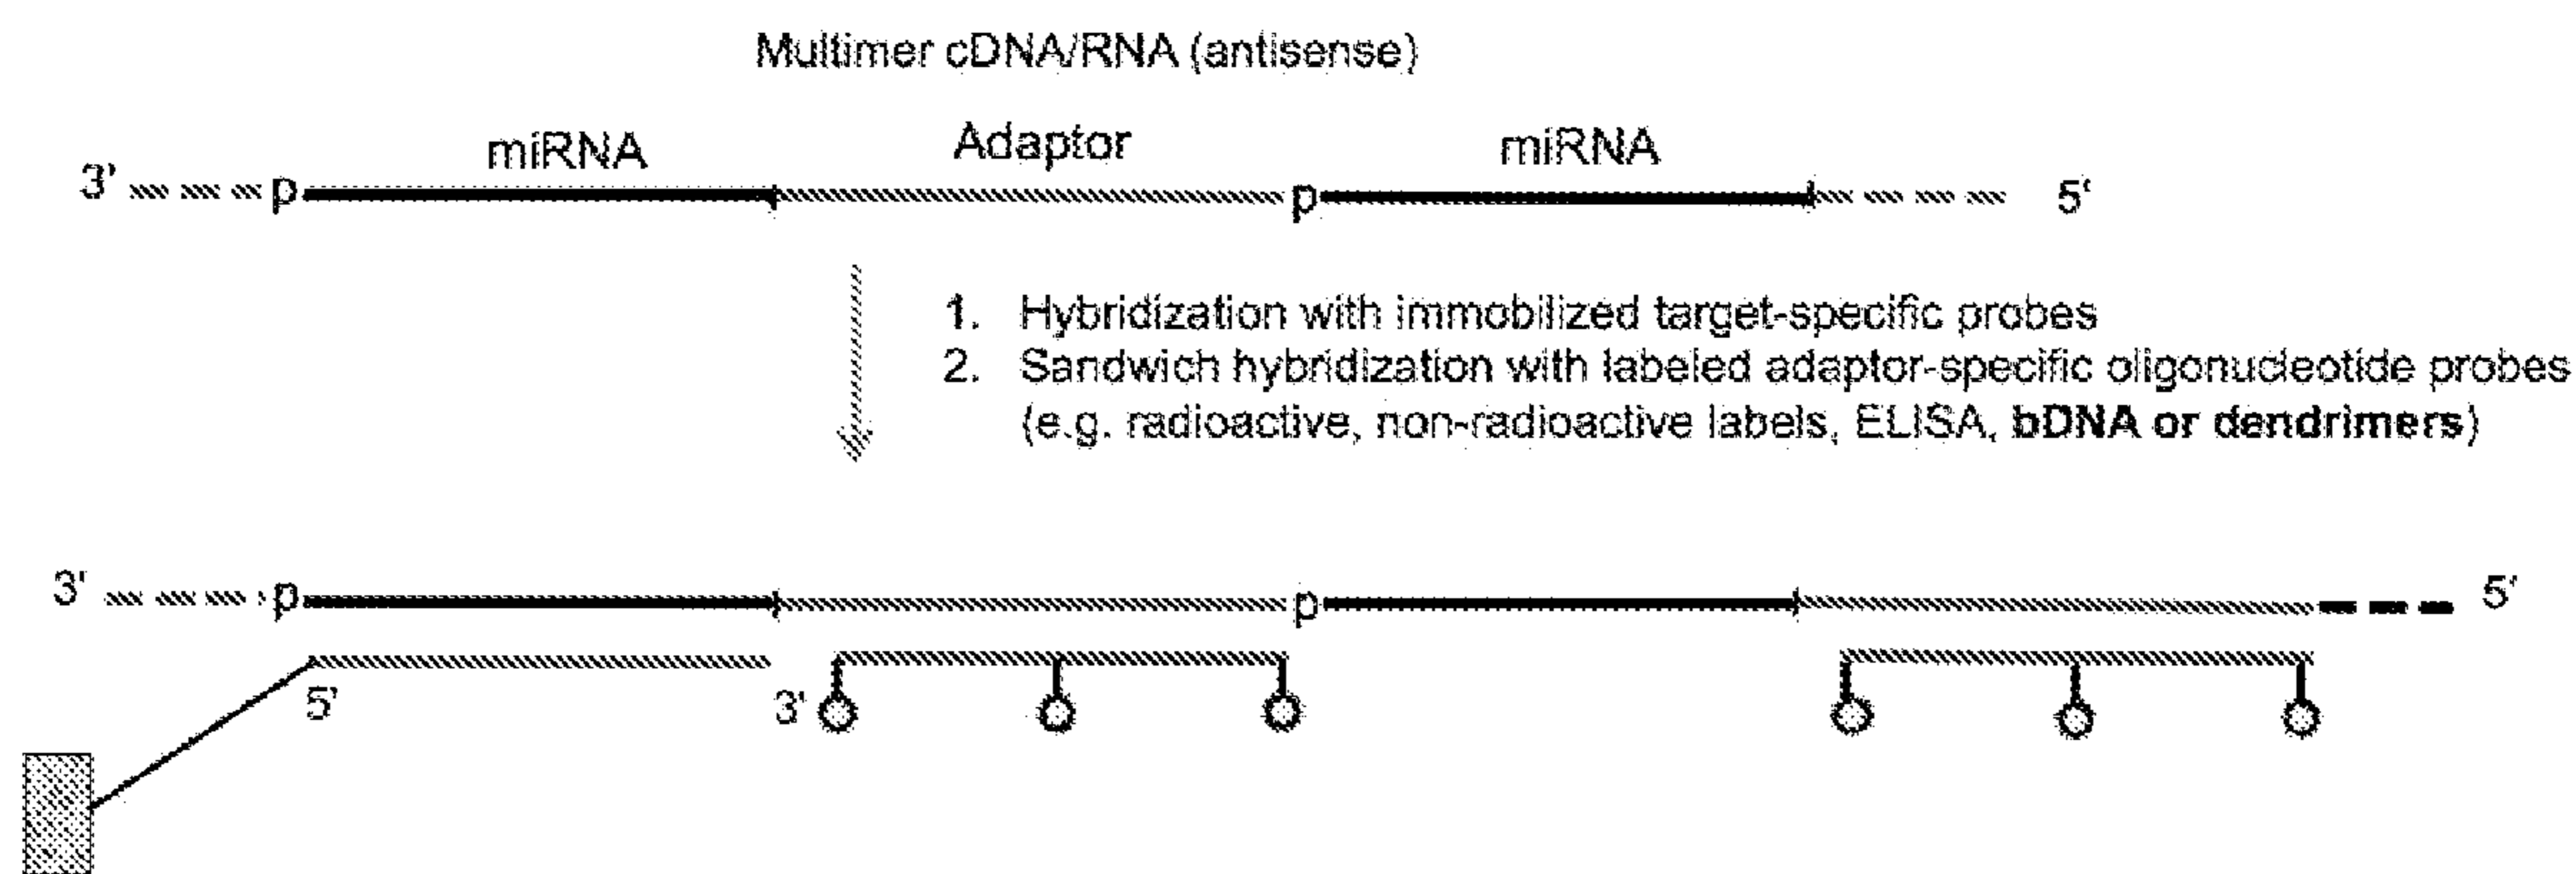 Multimer cDNA/RNA (antisense)
miRNA Adaptor miRNA
3' p p 5'
1. Hybridization with immobilized target-specific probes
2. Sandwich hybridization with labeled adaptor-specific oligonucleotide probes
(e.g. radioactive, non-radioactive labels, ELISA, bDNA or dendrimers)
3' p p 5'
5' 3'